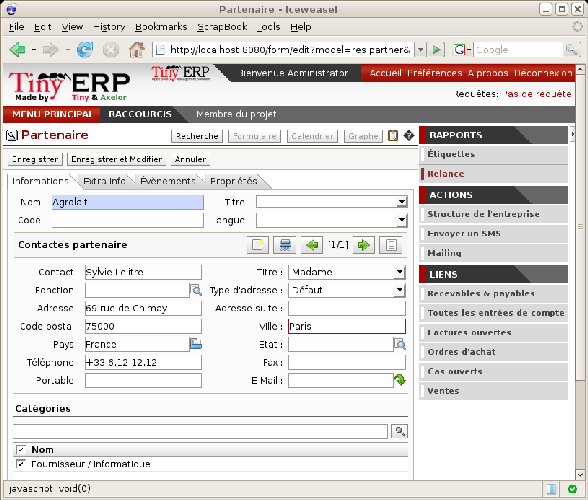 Partenaire - Iceweasel
File Edit View History Bookmarks ScrapBook Tools Help
http://localhost:8080/form/edit?model=res.partner& Google
Tiny ERP Tiny ERP Bienvenue Administrator Accueil Préférences A propos Déconnexion
Made by Tiny & Axelor Requêtes: Pas de requête
MENU PRINCIPAL RACCOURCIS Membre du projet
Partenaire Recherche Formulaire Calendrier Graphe
Enregistrer Enregistrer et Modifier Annuler
Informations Extra Info Évènements Propriétés
Nom Agrolait Titre
Code Langue
Contactes partenaire [1/1]
Contact Sylvie Lelitre Titre : Madame
Fonction Type d'adresse : Défaut
Adresse 69 rue de Chimay Adresse suite :
Code postal 75000 Ville : Paris
Pays France État :
Téléphone +33 6.12.12.12 Fax :
Portable E-Mail :
Catégories
Nom
Fournisseur / Informatique
RAPPORTS
Étiquettes
Relance
ACTIONS
Structure de l'entreprise
Envoyer un SMS
Mailing
LIENS
Recevables & payables
Toutes les entrées de compte
Factures ouvertes
Ordres d'achat
Cas ouverts
Ventes
javascript: void(0)